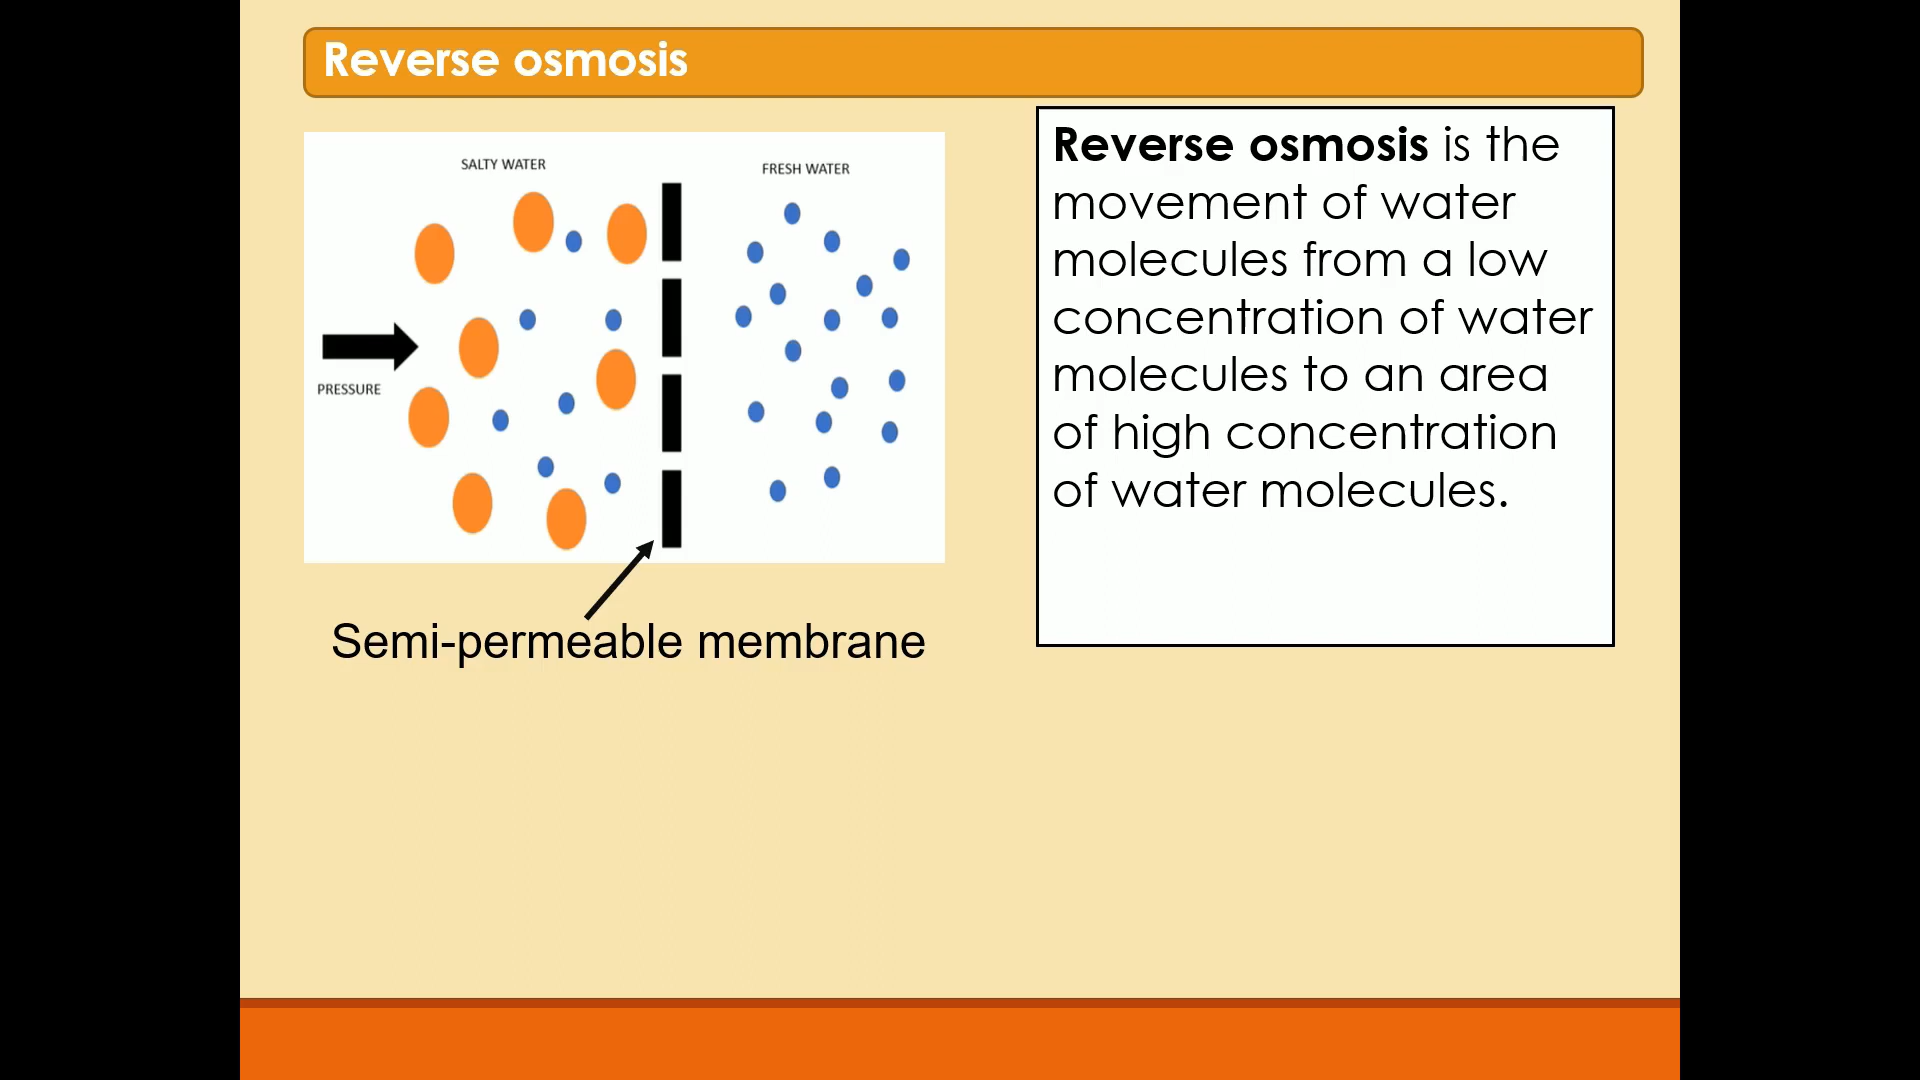 Reverse osmosis
SALTY WATER
FRESH WATER
PRESSURE
Semi-permeable membrane
Reverse osmosis is the
movement of water
molecules from a low
concentration of water
molecules to an area
of high concentration
of water molecules.